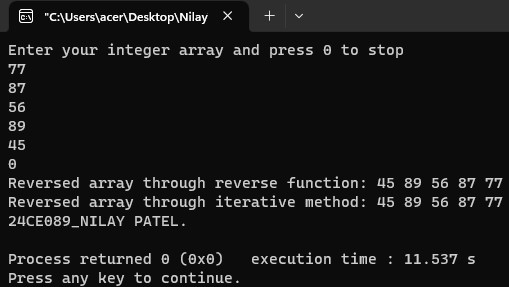 "C:\Users\acer\Desktop\Nilay
Enter your integer array and press 0 to stop
77
87
56
89
45
0
Reversed array through reverse function: 45 89 56 87 77
Reversed array through iterative method: 45 89 56 87 77
24CE089_NILAY PATEL.
Process returned 0 (0x0)   execution time : 11.537 s
Press any key to continue.